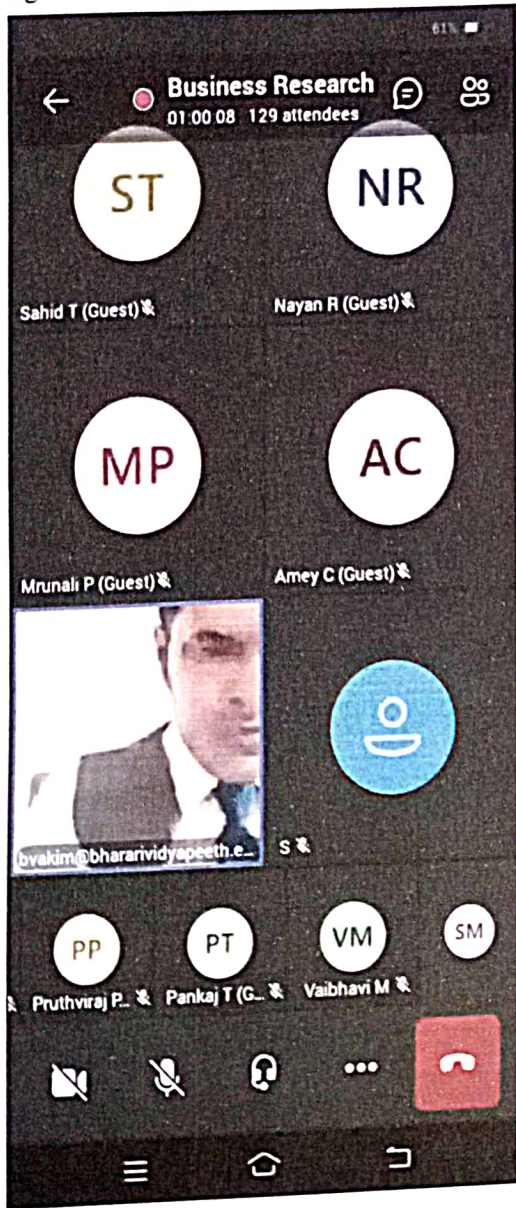 61%
Business Research
01:00:08 129 attendees
ST
NR
Sahid T (Guest)
Nayan R (Guest)
MP
AC
Mrunali P (Guest)
Amey C (Guest)
bvakim@bhararividyapeeth.e...
S
PP
PT
VM
SM
Pruthviraj P...
Pankaj T (G...
Vaibhavi M